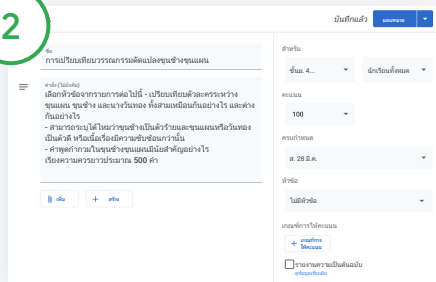 2
บันทึกแล้ว
มอบหมาย
ชื่อ
การเปรียบเทียบวรรณกรรมดัดแปลงขุนช้างขุนแผน
คำสั่ง (ไม่บังคับ)
เลือกหัวข้อจากรายการต่อไปนี้ - เปรียบเทียบตัวละครระหว่าง
ขุนแผน ขุนช้าง และนางวันทอง ทั้งสามเหมือนกันอย่างไร และต่าง
กันอย่างไร
- สามารถระบุได้ไหมว่าขุนช้างเป็นตัวร้ายและขุนแผนหรือวันทอง
เป็นตัวดี หรือเนื้อเรื่องมีความซับซ้อนกว่านั้น
- คำพูดกำกวมในขุนช้างขุนแผนมีนัยสำคัญอย่างไร
เรียงความควรยาวประมาณ 500 คำ
เพิ่ม
+ สร้าง
สำหรับ
ชั้นม. 4...
นักเรียนทั้งหมด
คะแนน
100
ครบกำหนด
ส. 28 มี.ค.
หัวข้อ
ไม่มีหัวข้อ
เกณฑ์การให้คะแนน
+ เกณฑ์การ
ให้คะแนน
รายงานความเป็นต้นฉบับ
ดูข้อมูลเพิ่มเติม